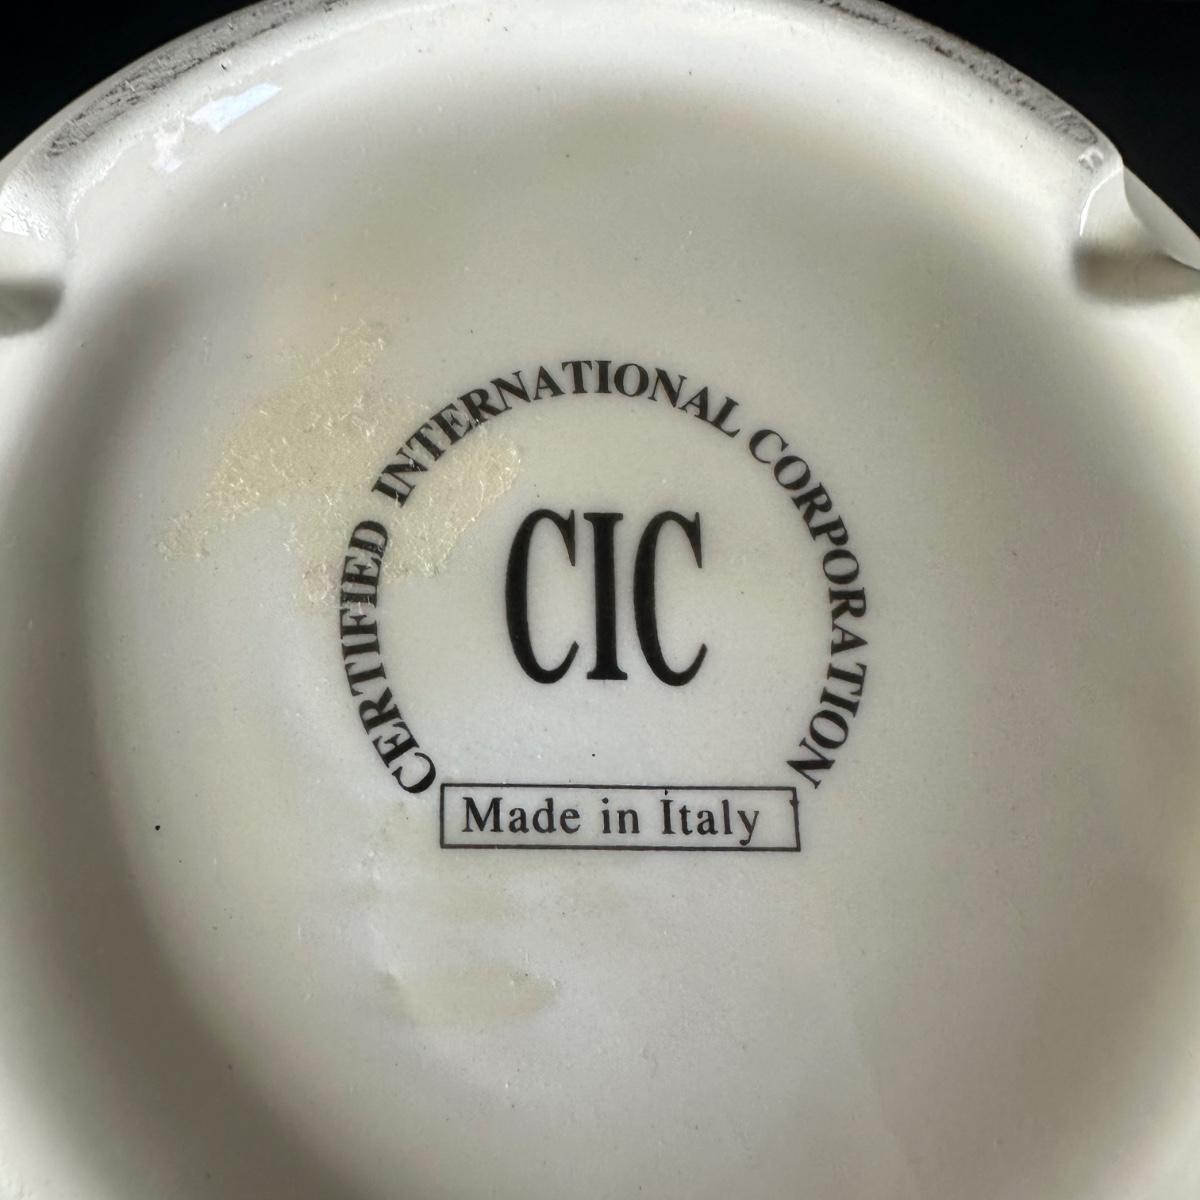 CERTIFIED INTERNATIONAL CORPORATION
CIC
Made in Italy